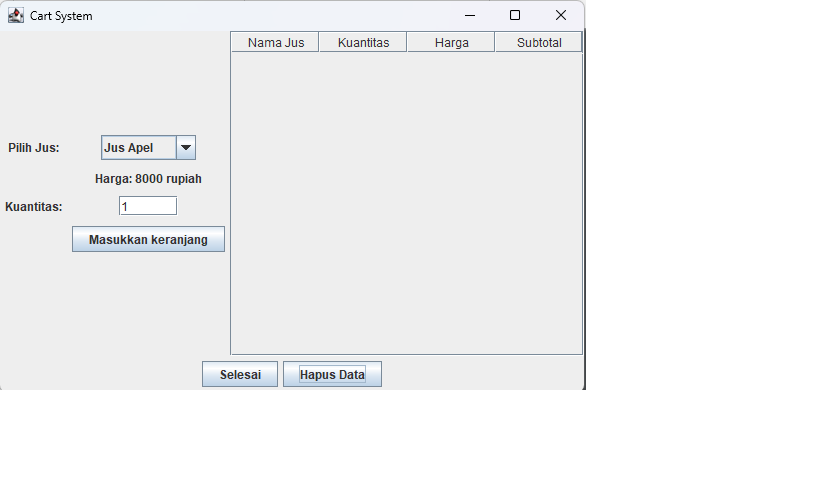 Cart System
Nama Jus Kuantitas Harga Subtotal
Pilih Jus: Jus Apel
Harga: 8000 rupiah
Kuantitas: 1
Masukkan keranjang
Selesai Hapus Data